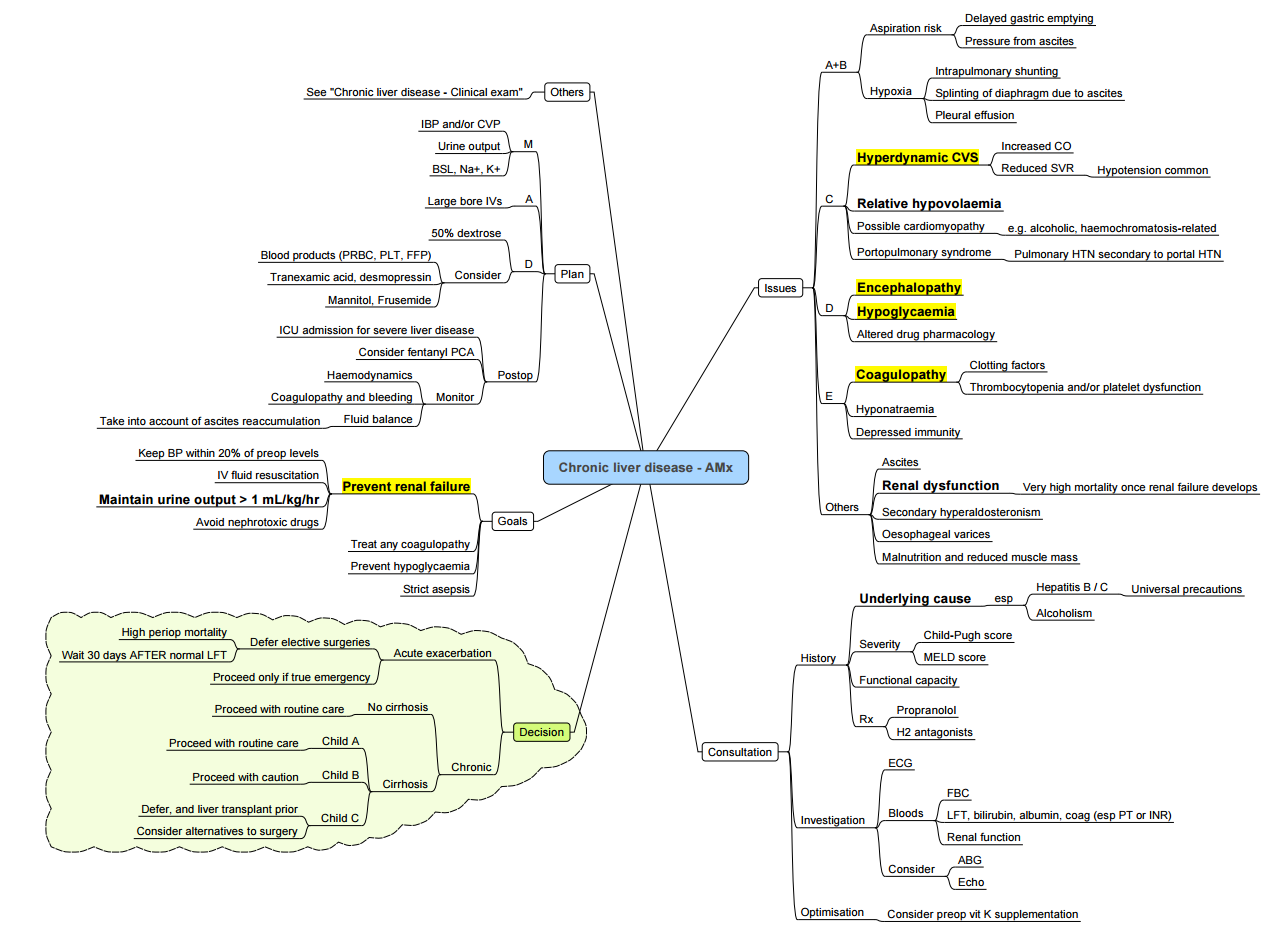 Chronic liver disease - AMx
Issues
A+B
Aspiration risk
Delayed gastric emptying
Pressure from ascites
Hypoxia
Intrapulmonary shunting
Splinting of diaphragm due to ascites
Pleural effusion
C
Hyperdynamic CVS
Increased CO
Reduced SVR
Hypotension common
Relative hypovolaemia
Possible cardiomyopathy
e.g. alcoholic, haemochromatosis-related
Portopulmonary syndrome
Pulmonary HTN secondary to portal HTN
D
Encephalopathy
Hypoglycaemia
Altered drug pharmacology
E
Coagulopathy
Clotting factors
Thrombocytopenia and/or platelet dysfunction
Hyponatraemia
Depressed immunity
Others
Ascites
Renal dysfunction
Very high mortality once renal failure develops
Secondary hyperaldosteronism
Oesophageal varices
Malnutrition and reduced muscle mass
Consultation
History
Underlying cause
esp
Hepatitis B / C
Universal precautions
Alcoholism
Severity
Child-Pugh score
MELD score
Functional capacity
Rx
Propranolol
H2 antagonists
Investigation
ECG
Bloods
FBC
LFT, bilirubin, albumin, coag (esp PT or INR)
Renal function
Consider
ABG
Echo
Optimisation
Consider preop vit K supplementation
Decision
Acute exacerbation
Defer elective surgeries
High periop mortality
Wait 30 days AFTER normal LFT
Proceed only if true emergency
Chronic
No cirrhosis
Proceed with routine care
Cirrhosis
Child A
Proceed with routine care
Child B
Proceed with caution
Child C
Defer, and liver transplant prior
Consider alternatives to surgery
Goals
Prevent renal failure
Keep BP within 20% of preop levels
IV fluid resuscitation
Maintain urine output > 1 mL/kg/hr
Avoid nephrotoxic drugs
Treat any coagulopathy
Prevent hypoglycaemia
Strict asepsis
Plan
M
IBP and/or CVP
Urine output
BSL, Na+, K+
A
Large bore IVs
D
50% dextrose
Consider
Blood products (PRBC, PLT, FFP)
Tranexamic acid, desmopressin
Mannitol, Frusemide
Postop
ICU admission for severe liver disease
Consider fentanyl PCA
Monitor
Haemodynamics
Coagulopathy and bleeding
Fluid balance
Take into account of ascites reaccumulation
Others
See "Chronic liver disease - Clinical exam"